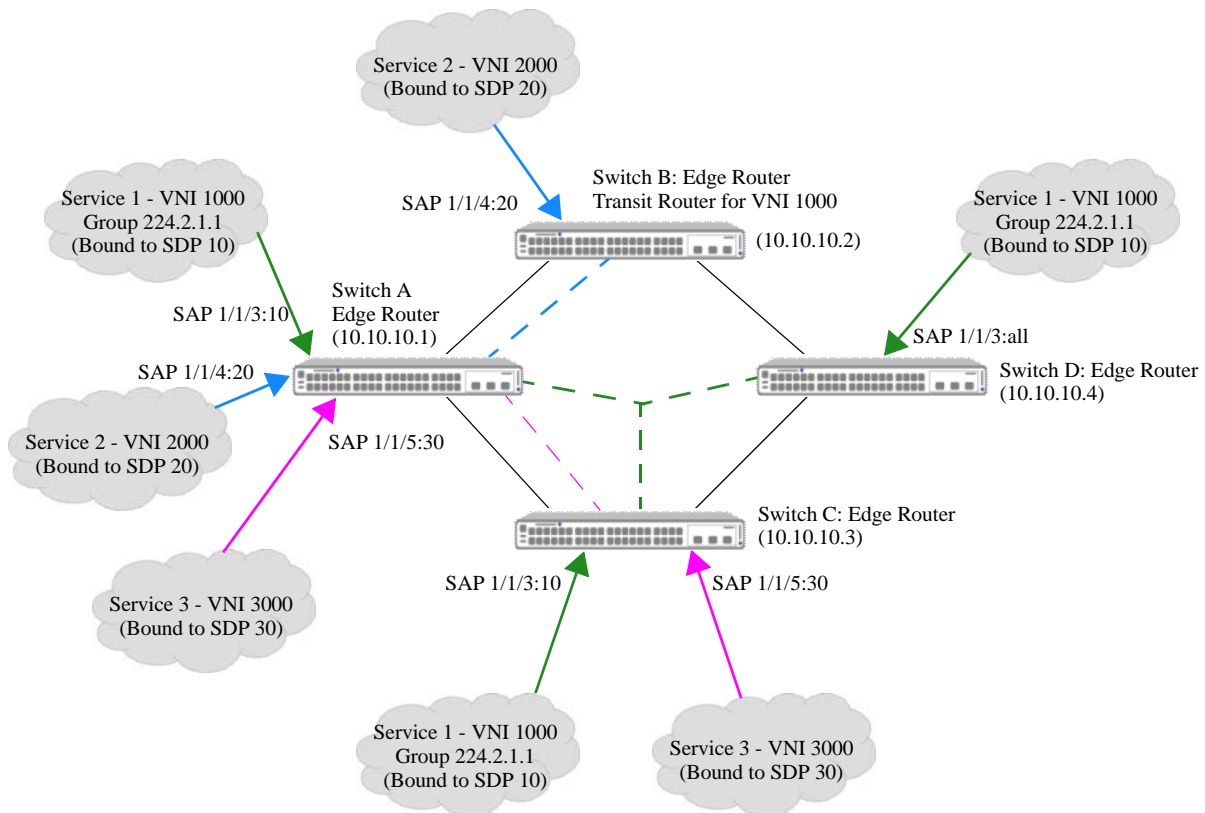 Service 2 - VNI 2000
(Bound to SDP 20)
SAP 1/1/4:20
Switch B: Edge Router
Transit Router for VNI 1000
(10.10.10.2)
Service 1 - VNI 1000
Group 224.2.1.1
(Bound to SDP 10)
Service 1 - VNI 1000
Group 224.2.1.1
(Bound to SDP 10)
SAP 1/1/3:10
Switch A
Edge Router
(10.10.10.1)
SAP 1/1/3:all
SAP 1/1/4:20
Switch D: Edge Router
(10.10.10.4)
Service 2 - VNI 2000
(Bound to SDP 20)
SAP 1/1/5:30
Switch C: Edge Router
(10.10.10.3)
SAP 1/1/3:10
SAP 1/1/5:30
Service 3 - VNI 3000
(Bound to SDP 30)
Service 1 - VNI 1000
Group 224.2.1.1
(Bound to SDP 10)
Service 3 - VNI 3000
(Bound to SDP 30)